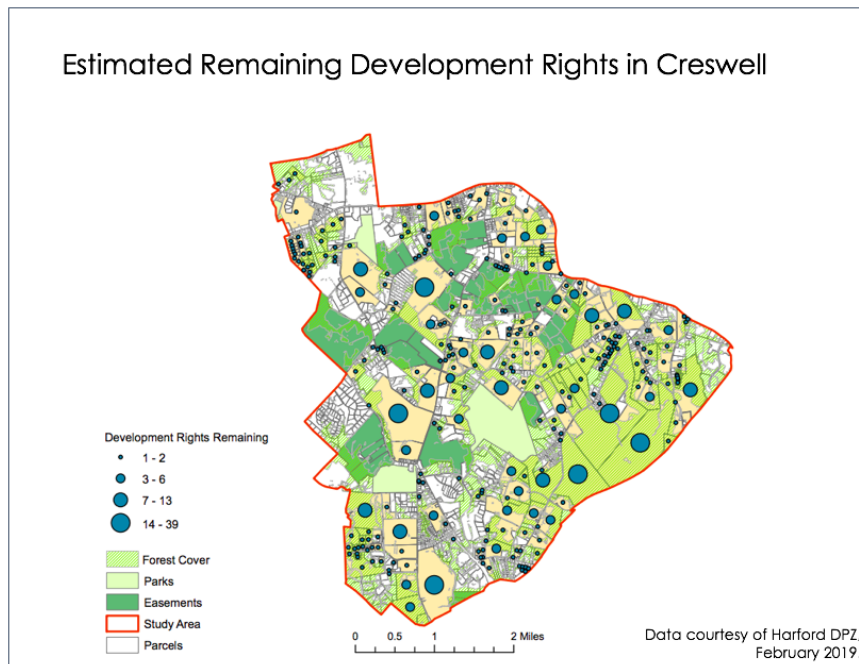 Estimated Remaining Development Rights in Creswell
Development Rights Remaining
1 - 2
3 - 6
7 - 13
14 - 39
Forest Cover
Parks
Easements
Study Area
Parcels
0 0.5 1 2 Miles
Data courtesy of Harford DPZ,
February 2019